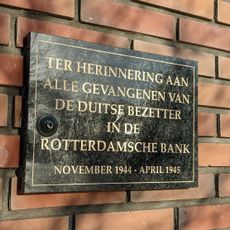 TER HERINNERING AAN
ALLE GEVANGENEN VAN
DE DUITSE BEZETTER
IN DE
ROTTERDAMSCHE BANK
NOVEMBER 1944 - APRIL 1945